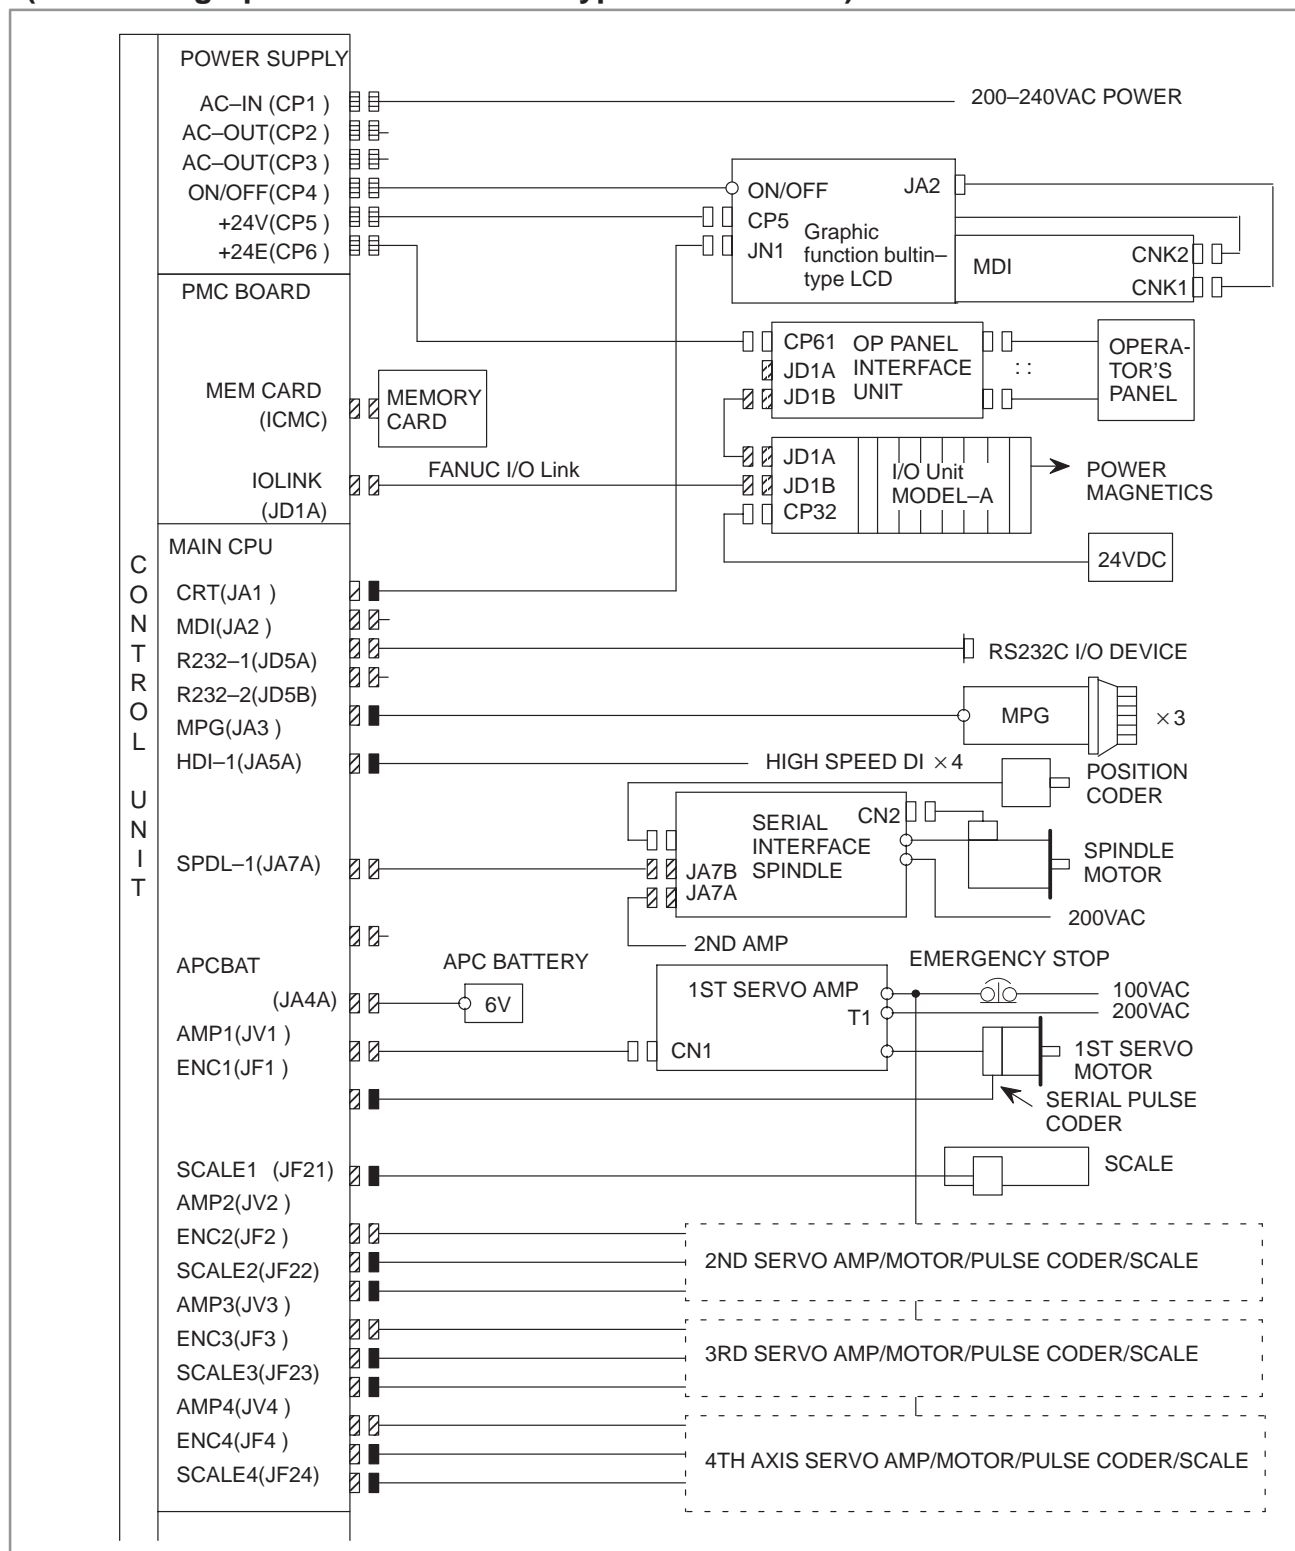 POWER SUPPLY
AC–IN (CP1 )
AC–OUT(CP2 )
AC–OUT(CP3 )
ON/OFF(CP4 )
+24V(CP5 )
+24E(CP6 )
200–240VAC POWER
ON/OFF
CP5
JN1
JA2
Graphic
function bultin–
type LCD
MDI
CNK2
CNK1
PMC BOARD
MEM CARD
(ICMC)
MEMORY
CARD
IOLINK
(JD1A)
FANUC I/O Link
CP61
JD1A
JD1B
OP PANEL
INTERFACE
UNIT
: :
OPERA-
TOR'S
PANEL
JD1A
JD1B
CP32
I/O Unit
MODEL–A
POWER
MAGNETICS
24VDC
CONTROL UNIT
MAIN CPU
CRT(JA1 )
MDI(JA2 )
R232–1(JD5A)
R232–2(JD5B)
MPG(JA3 )
HDI–1(JA5A)
RS232C I/O DEVICE
MPG
×3
HIGH SPEED DI ×4
POSITION
CODER
SPDL–1(JA7A)
CN2
SERIAL
INTERFACE
SPINDLE
JA7B
JA7A
SPINDLE
MOTOR
200VAC
2ND AMP
APCBAT
(JA4A)
APC BATTERY
6V
AMP1(JV1)
ENC1(JF1 )
1ST SERVO AMP
T1
CN1
EMERGENCY STOP
100VAC
200VAC
1ST SERVO
MOTOR
SERIAL PULSE
CODER
SCALE1 (JF21)
SCALE
AMP2(JV2 )
ENC2(JF2 )
SCALE2(JF22)
2ND SERVO AMP/MOTOR/PULSE CODER/SCALE
AMP3(JV3 )
ENC3(JF3 )
SCALE3(JF23)
3RD SERVO AMP/MOTOR/PULSE CODER/SCALE
AMP4(JV4 )
ENC4(JF4 )
SCALE4(JF24)
4TH AXIS SERVO AMP/MOTOR/PULSE CODER/SCALE